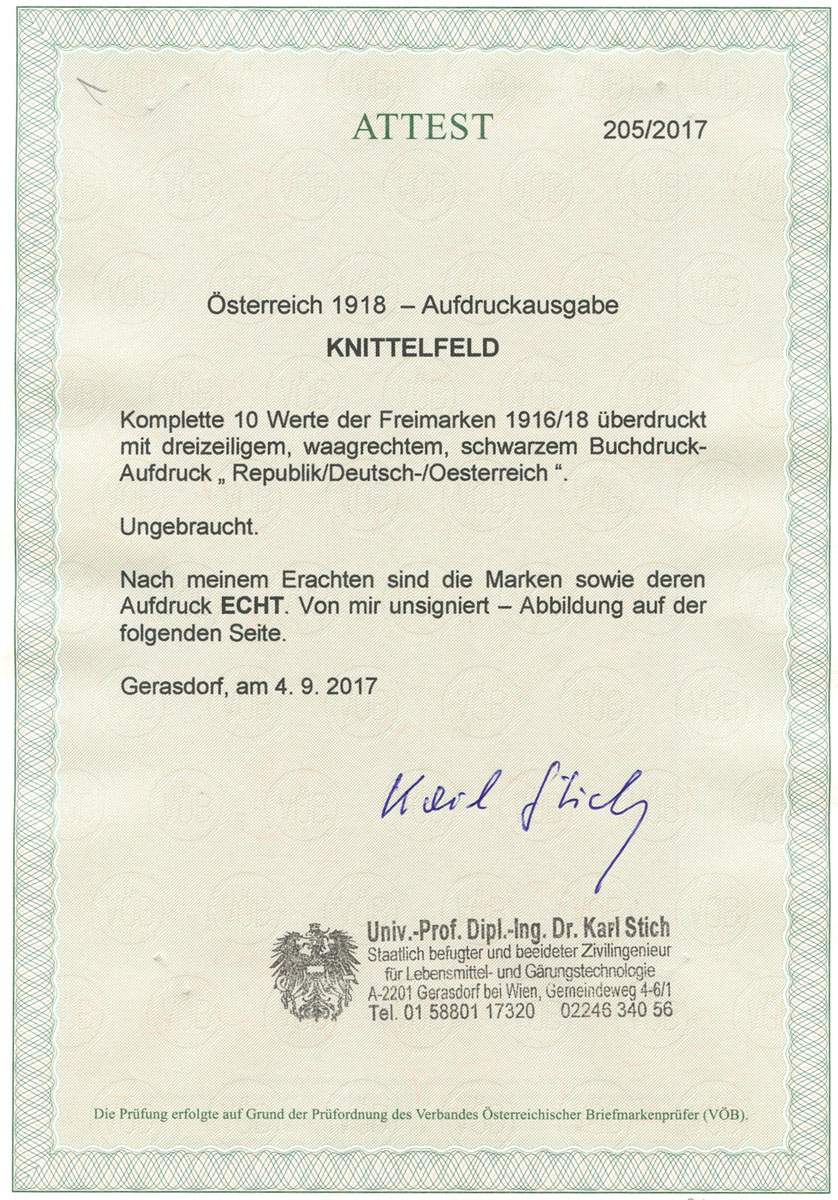 ATTEST 205/2017
Österreich 1918 – Aufdruckausgabe
KNITTELFELD
Komplette 10 Werte der Freimarken 1916/18 überdruckt
mit dreizeiligem, waagrechtem, schwarzem Buchdruck-
Aufdruck „ Republik/Deutsch-/Oesterreich “.
Ungebraucht.
Nach meinem Erachten sind die Marken sowie deren
Aufdruck ECHT. Von mir unsigniert – Abbildung auf der
folgenden Seite.
Gerasdorf, am 4. 9. 2017
Karl Stich
Univ.-Prof. Dipl.-Ing. Dr. Karl Stich
Staatlich befugter und beeideter Zivilingenieur
für Lebensmittel- und Gärungstechnologie
A-2201 Gerasdorf bei Wien, Gemeindeweg 4-6/1
Tel. 01 58801 17320 02246 340 56
Die Prüfung erfolgte auf Grund der Prüfordnung des Verbandes Österreichischer Briefmarkenprüfer (VÖB).